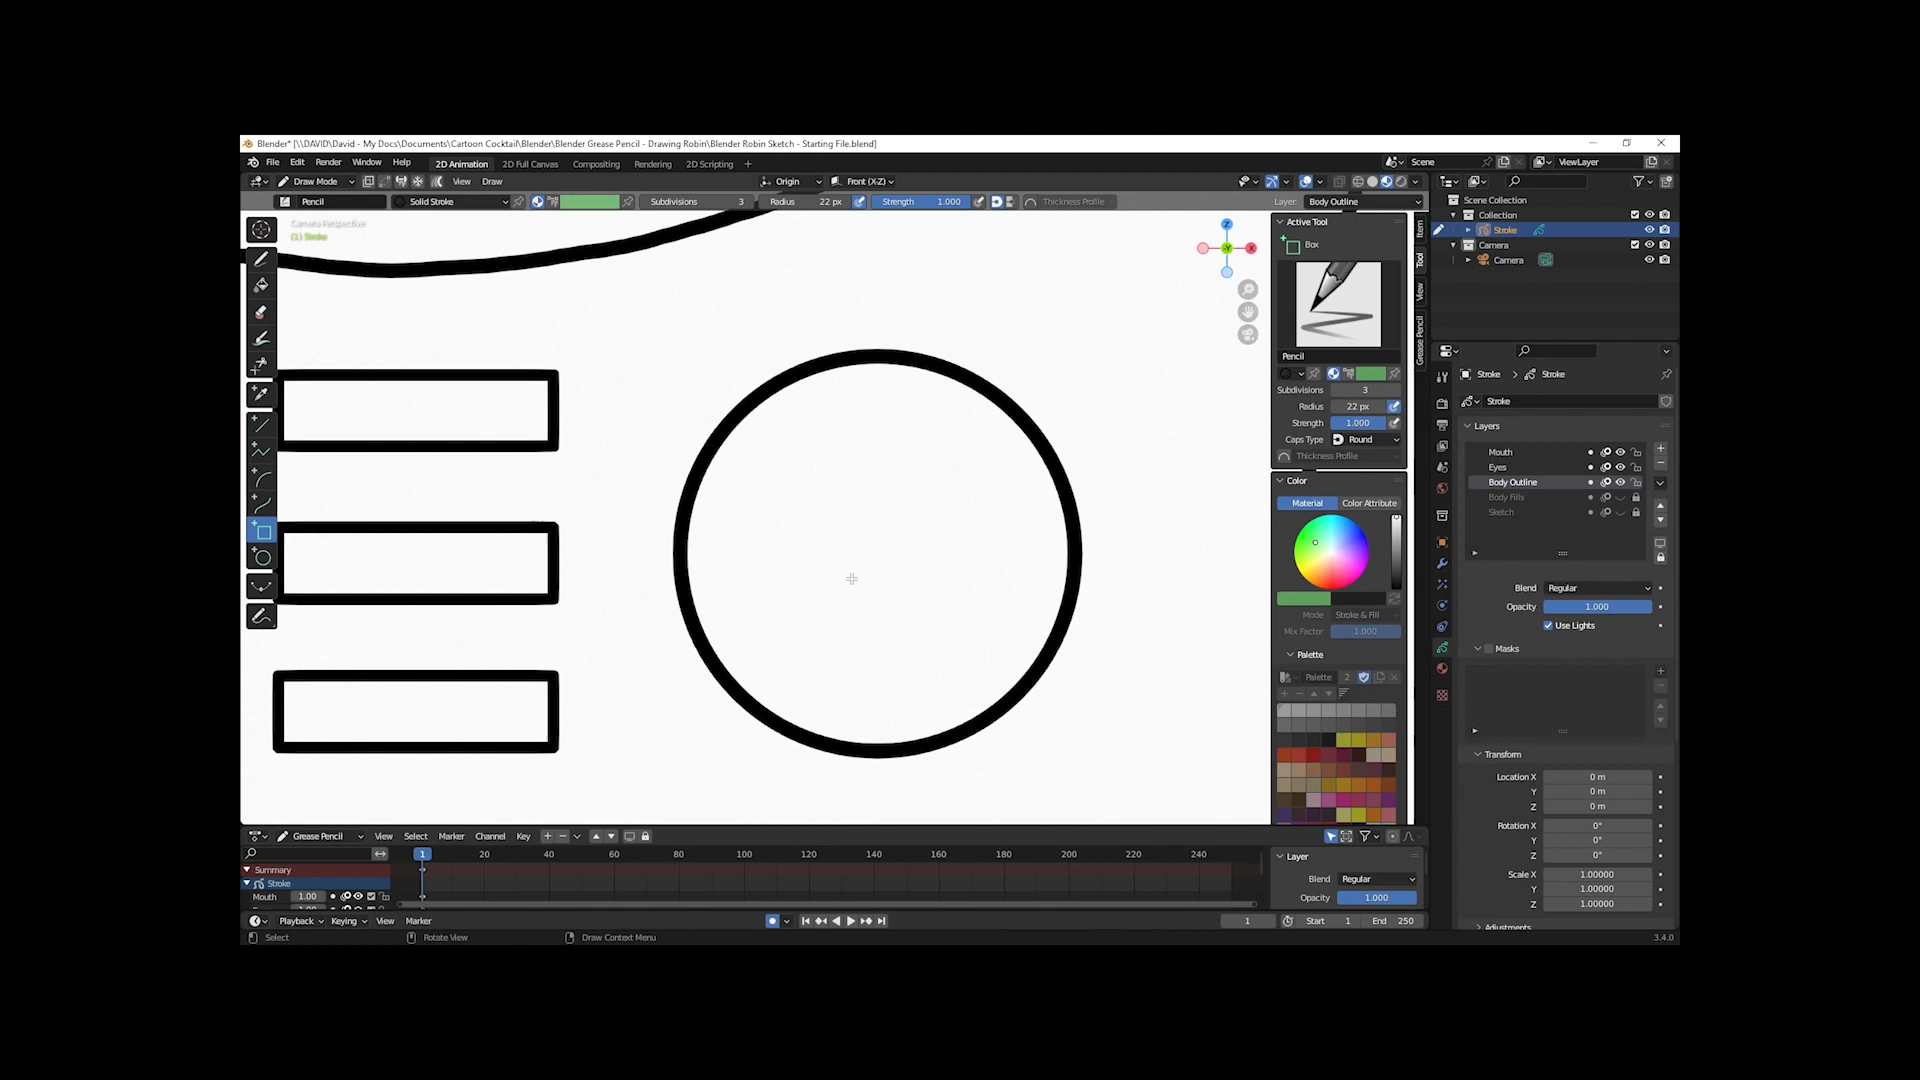 Blender* [\\DAVID\David - My Docs\Documents\Cartoon Cocktail\Blender\Blender Grease Pencil - Drawing Robin\Blender Robin Sketch - Starting File.blend]
File Edit Render Window Help 2D Animation 2D Full Canvas Compositing Rendering 2D Scripting + Scene ViewLayer
Draw Mode View Draw Origin Front (X-Z)
Pencil Solid Stroke Subdivisions 3 Radius 22 px Strength 1.000 Thickness Profile Layer: Body Outline
Camera Perspective
(1) Stroke
Z
X
Y
Active Tool
Box
Pencil
Subdivisions 3
Radius 22 px
Strength 1.000
Caps Type Round
Thickness Profile
Color
Material Color Attribute
Mode Stroke & Fill
Mix Factor 1.000
Palette
Palette 2
Item
Tool
View
Grease Pencil
Scene Collection
Collection
Stroke
Camera
Camera
Stroke > Stroke
Stroke
Layers
Mouth
Eyes
Body Outline
Body Fills
Sketch
Blend Regular
Opacity 1.000
Use Lights
Masks
Transform
Location X 0 m
Y 0 m
Z 0 m
Rotation X 0°
Y 0°
Z 0°
Scale X 1.00000
Y 1.00000
Z 1.00000
Adjustments
Grease Pencil View Select Marker Channel Key
1 20 40 60 80 100 120 140 160 180 200 220 240
Summary
Stroke
Mouth 1.00
Layer
Blend Regular
Opacity 1.000
Playback Keying View Marker 1 Start 1 End 250
Select Rotate View Draw Context Menu 3.4.0